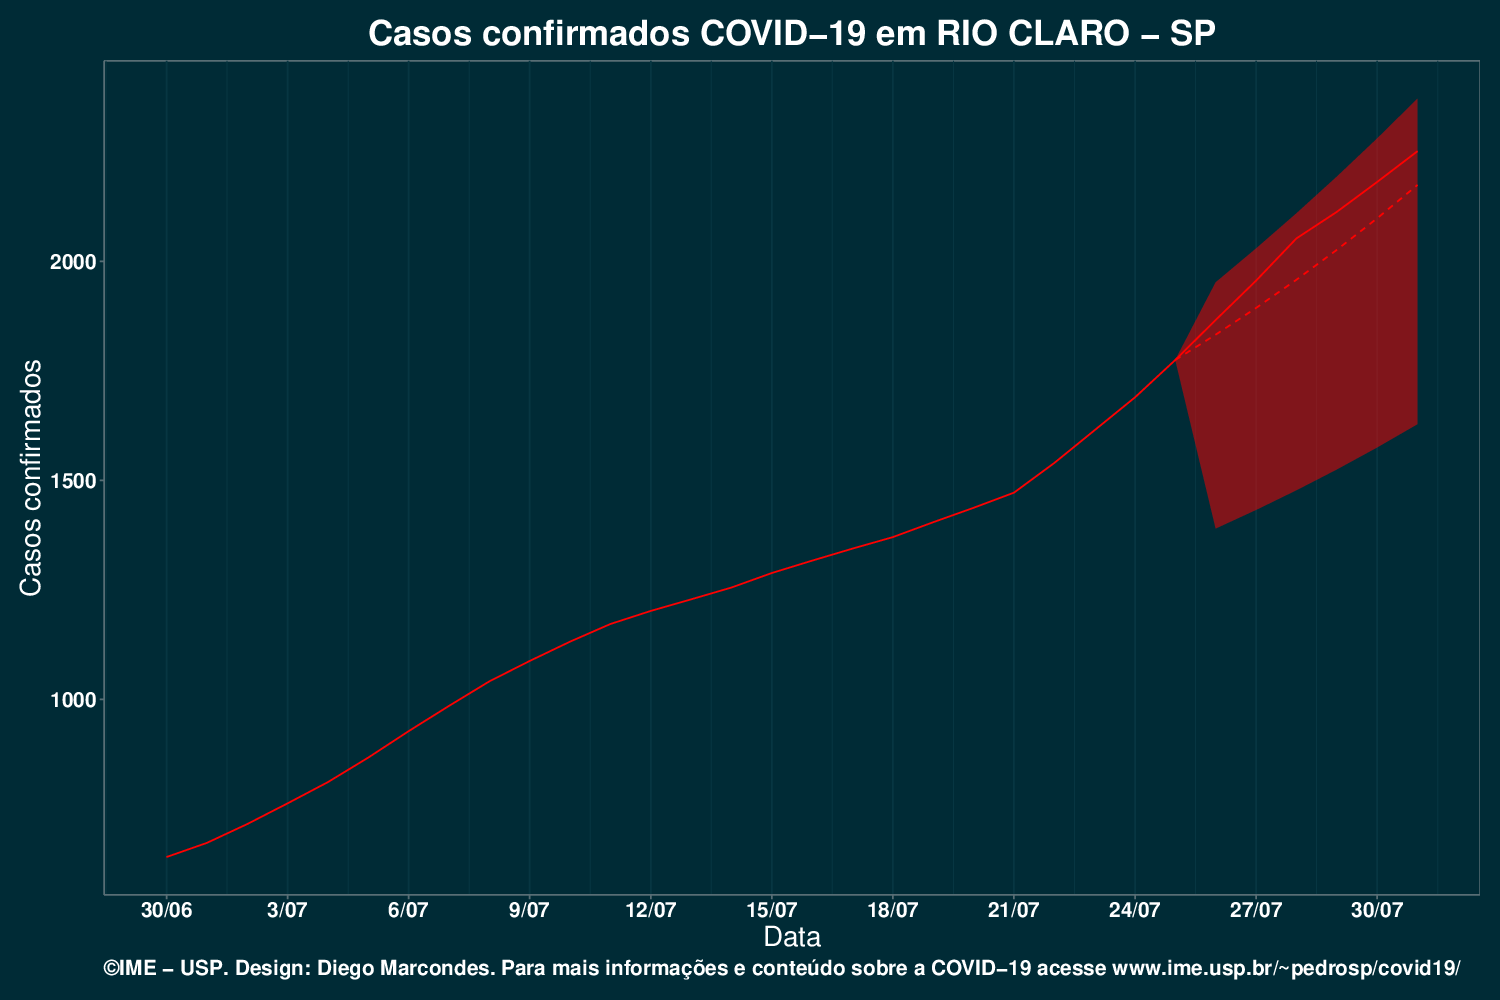 Casos confirmados COVID−19 em RIO CLARO − SP
Casos confirmados
2000
1500
1000
30/06 3/07 6/07 9/07 12/07 15/07 18/07 21/07 24/07 27/07 30/07
Data
©IME − USP. Design: Diego Marcondes. Para mais informações e conteúdo sobre a COVID−19 acesse www.ime.usp.br/~pedrosp/covid19/